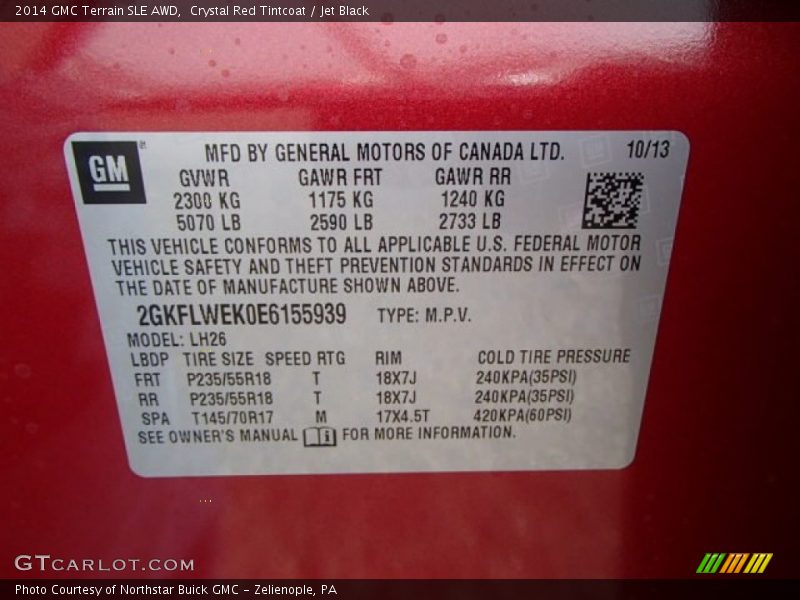 2014 GMC Terrain SLE AWD, Crystal Red Tintcoat / Jet Black
GM
MFD BY GENERAL MOTORS OF CANADA LTD. 10/13
GVWR GAWR FRT GAWR RR
2300 KG 1175 KG 1240 KG
5070 LB 2590 LB 2733 LB
THIS VEHICLE CONFORMS TO ALL APPLICABLE U.S. FEDERAL MOTOR
VEHICLE SAFETY AND THEFT PREVENTION STANDARDS IN EFFECT ON
THE DATE OF MANUFACTURE SHOWN ABOVE.
2GKFLWEK0E6155939 TYPE: M.P.V.
MODEL: LH26
LBDP TIRE SIZE SPEED RTG RIM COLD TIRE PRESSURE
FRT P235/55R18 T 18X7J 240KPA(35PSI)
RR P235/55R18 T 18X7J 240KPA(35PSI)
SPA T145/70R17 M 17X4.5T 420KPA(60PSI)
SEE OWNER'S MANUAL i FOR MORE INFORMATION.
GTCARLOT.COM
Photo Courtesy of Northstar Buick GMC - Zelienople, PA